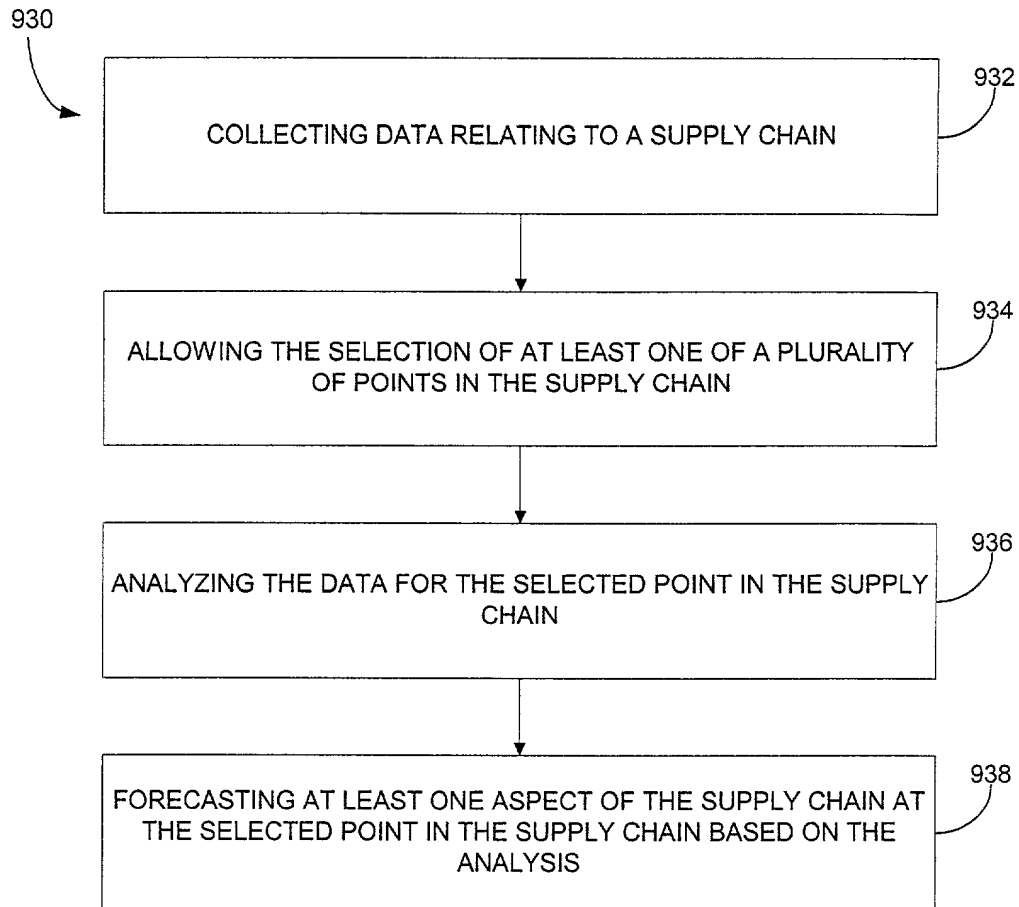 930
932
COLLECTING DATA RELATING TO A SUPPLY CHAIN
934
ALLOWING THE SELECTION OF AT LEAST ONE OF A PLURALITY
OF POINTS IN THE SUPPLY CHAIN
936
ANALYZING THE DATA FOR THE SELECTED POINT IN THE SUPPLY
CHAIN
938
FORECASTING AT LEAST ONE ASPECT OF THE SUPPLY CHAIN AT
THE SELECTED POINT IN THE SUPPLY CHAIN BASED ON THE
ANALYSIS